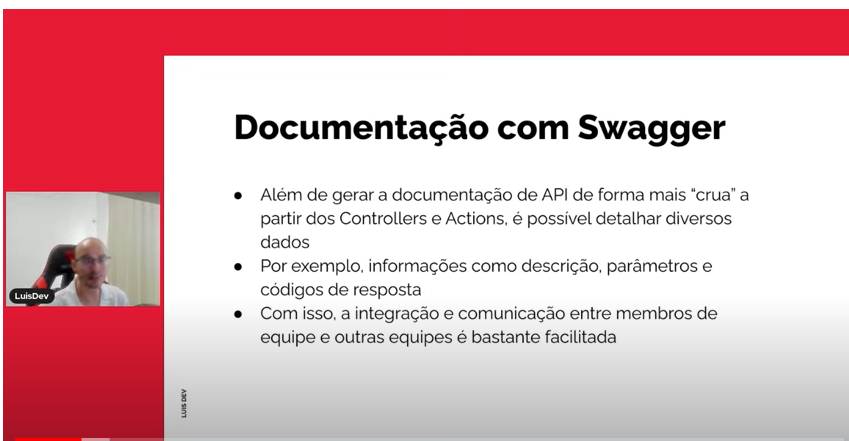 Documentação com Swagger
● Além de gerar a documentação de API de forma mais “crua” a
partir dos Controllers e Actions, é possível detalhar diversos
dados
● Por exemplo, informações como descrição, parâmetros e
códigos de resposta
● Com isso, a integração e comunicação entre membros de
equipe e outras equipes é bastante facilitada
LuisDev
LUIS DEV